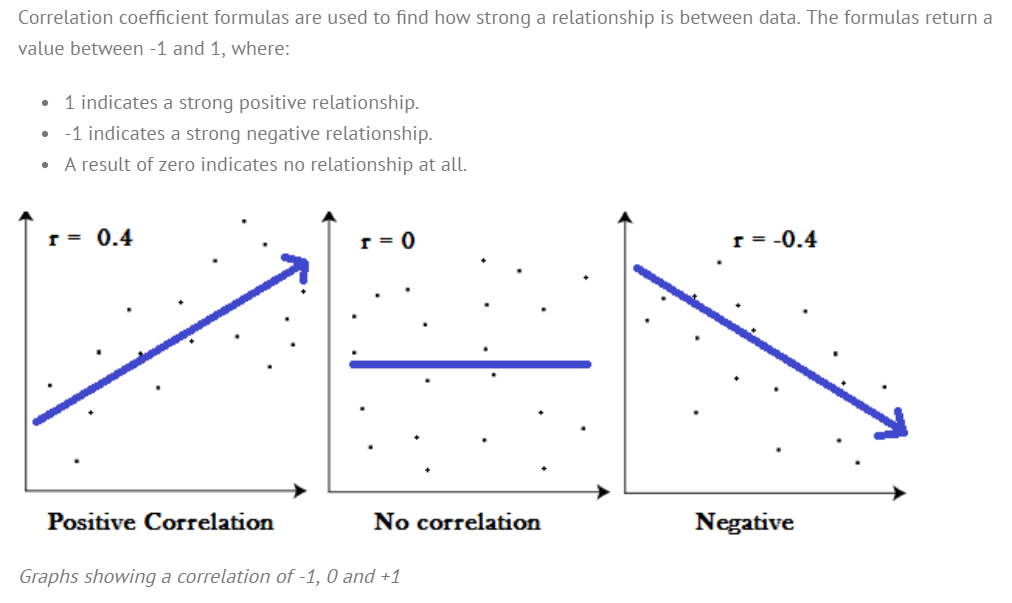 Correlation coefficient formulas are used to find how strong a relationship is between data. The formulas return a
value between -1 and 1, where:
1 indicates a strong positive relationship.
-1 indicates a strong negative relationship.
A result of zero indicates no relationship at all.
r = 0.4
r = 0
r = -0.4
Positive Correlation
No correlation
Negative
Graphs showing a correlation of -1, 0 and +1